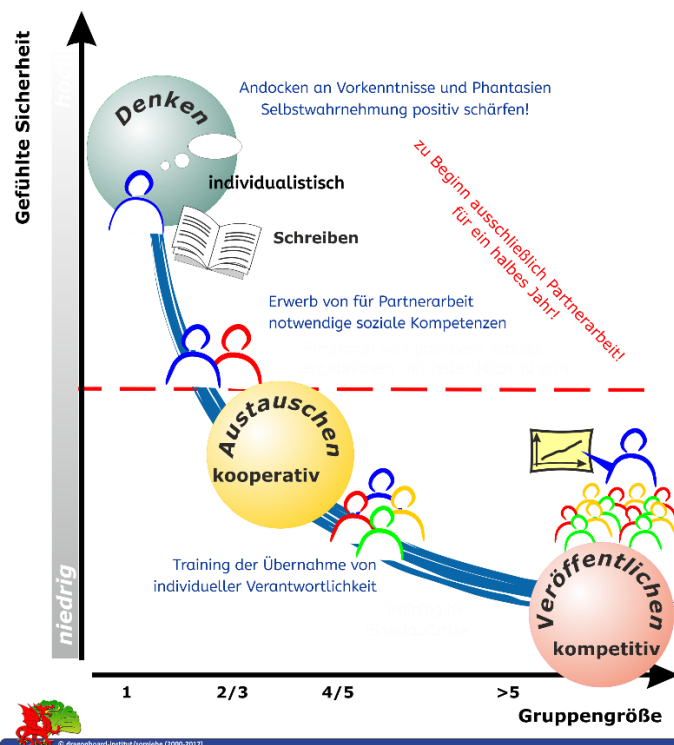 Gefühlte Sicherheit
hoch
Denken
Andocken an Vorkenntnisse und Phantasien
Selbstwahrnehmung positiv schärfen!
individualistisch
Schreiben
zu Beginn ausschließlich Partnerarbeit!
für ein halbes Jahr!
Erwerb von für Partnerarbeit
notwendige soziale Kompetenzen
Austauschen
kooperativ
Training der Übernahme von
individueller Verantwortlichkeit
Veröffentlichen
kompetitiv
niedrig
1 2/3 4/5 >5
Gruppengröße